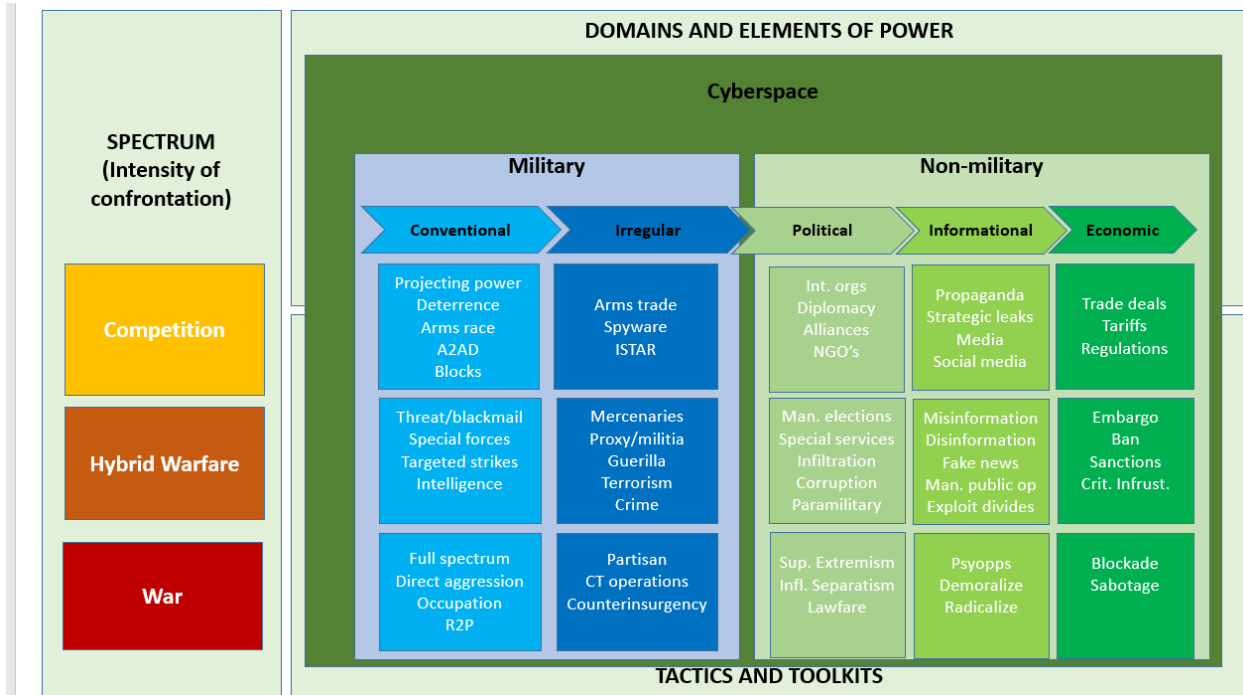 DOMAINS AND ELEMENTS OF POWER
Cyberspace
SPECTRUM
(Intensity of
confrontation)
Military
Non-military
Conventional
Irregular
Political
Informational
Economic
Competition
Projecting power
Deterrence
Arms race
A2AD
Blocks
Arms trade
Spyware
ISTAR
Int. orgs
Diplomacy
Alliances
NGO's
Propaganda
Strategic leaks
Media
Social media
Trade deals
Tariffs
Regulations
Hybrid Warfare
Threat/blackmail
Special forces
Targeted strikes
Intelligence
Mercenaries
Proxy/militia
Guerilla
Terrorism
Crime
Man. elections
Special services
Infiltration
Corruption
Paramilitary
Misinformation
Disinformation
Fake news
Man. public op
Exploit divides
Embargo
Ban
Sanctions
Crit. Infrust.
War
Full spectrum
Direct aggression
Occupation
R2P
Partisan
CT operations
Counterinsurgency
Sup. Extremism
Infl. Separatism
Lawfare
Psyopps
Demoralize
Radicalize
Blockade
Sabotage
TACTICS AND TOOLKITS